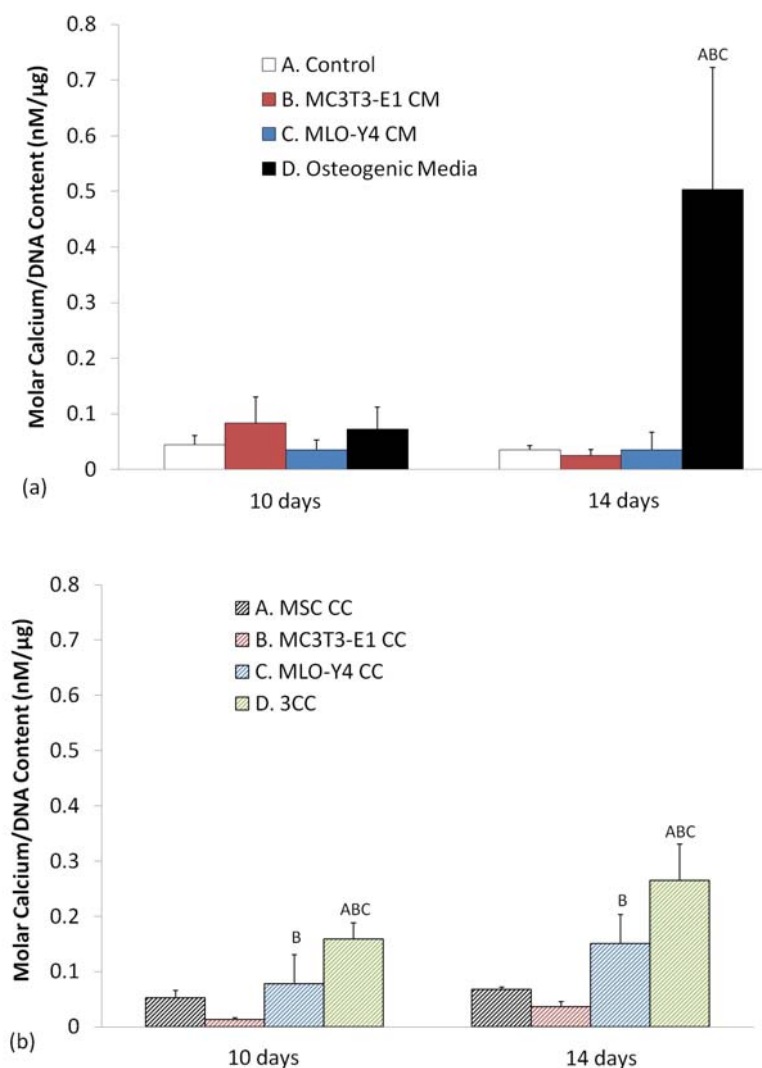 0.8
0.7
0.6
0.5
0.4
0.3
0.2
0.1
0
Molar Calcium/DNA Content (nM/µg)
A. Control
B. MC3T3-E1 CM
C. MLO-Y4 CM
D. Osteogenic Media
ABC
10 days
14 days
(a)
0.8
0.7
0.6
0.5
0.4
0.3
0.2
0.1
0
Molar Calcium/DNA Content (nM/µg)
A. MSC CC
B. MC3T3-E1 CC
C. MLO-Y4 CC
D. 3CC
B
ABC
B
ABC
10 days
14 days
(b)